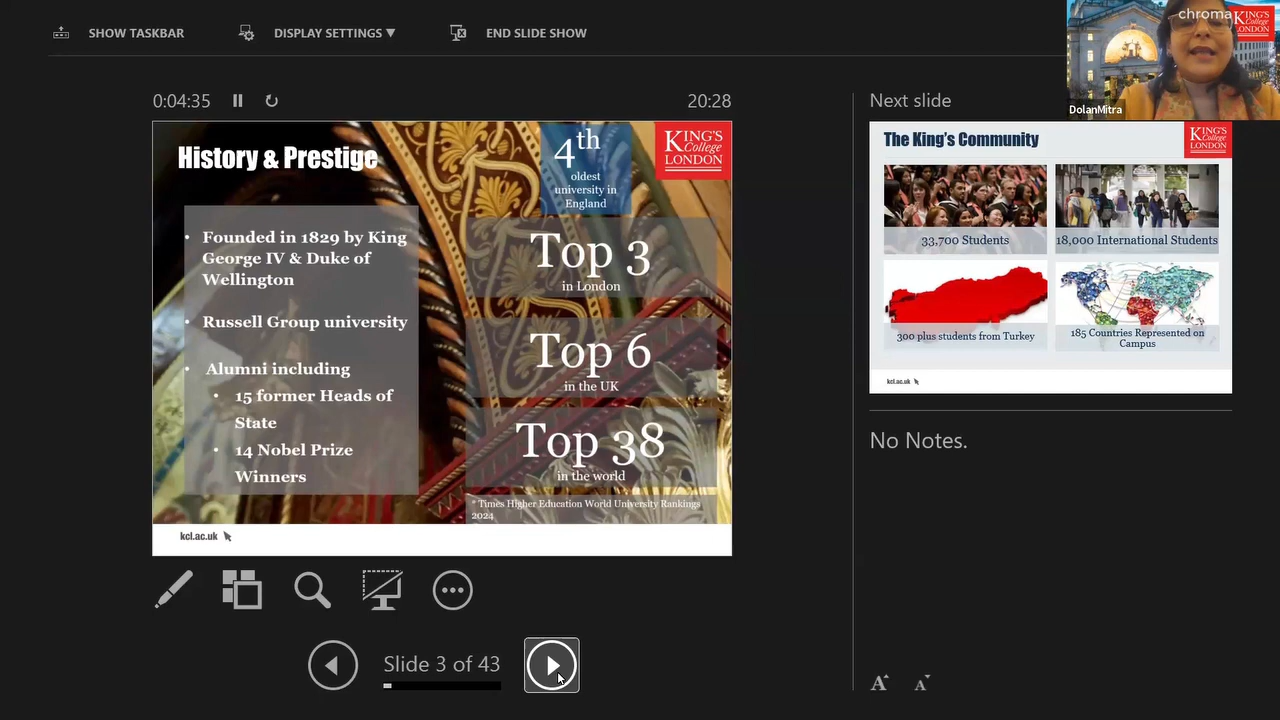 SHOW TASKBAR
DISPLAY SETTINGS ▼
END SLIDE SHOW
chroma
KING'S
College
LONDON
DolanMitra
0:04:35
20:28
History & Prestige
4th
oldest
university in
England
KING'S
College
LONDON
• Founded in 1829 by King
George IV & Duke of
Wellington
• Russell Group university
• Alumni including
• 15 former Heads of
State
• 14 Nobel Prize
Winners
Top 3
in London
Top 6
in the UK
Top 38
in the world
* Times Higher Education World University Rankings
2024
kcl.ac.uk
Slide 3 of 43
Next slide
The King's Community
KING'S
College
LONDON
33,700 Students
18,000 International Students
300 plus students from Turkey
185 Countries Represented on
Campus
kcl.ac.uk
No Notes.
A
A